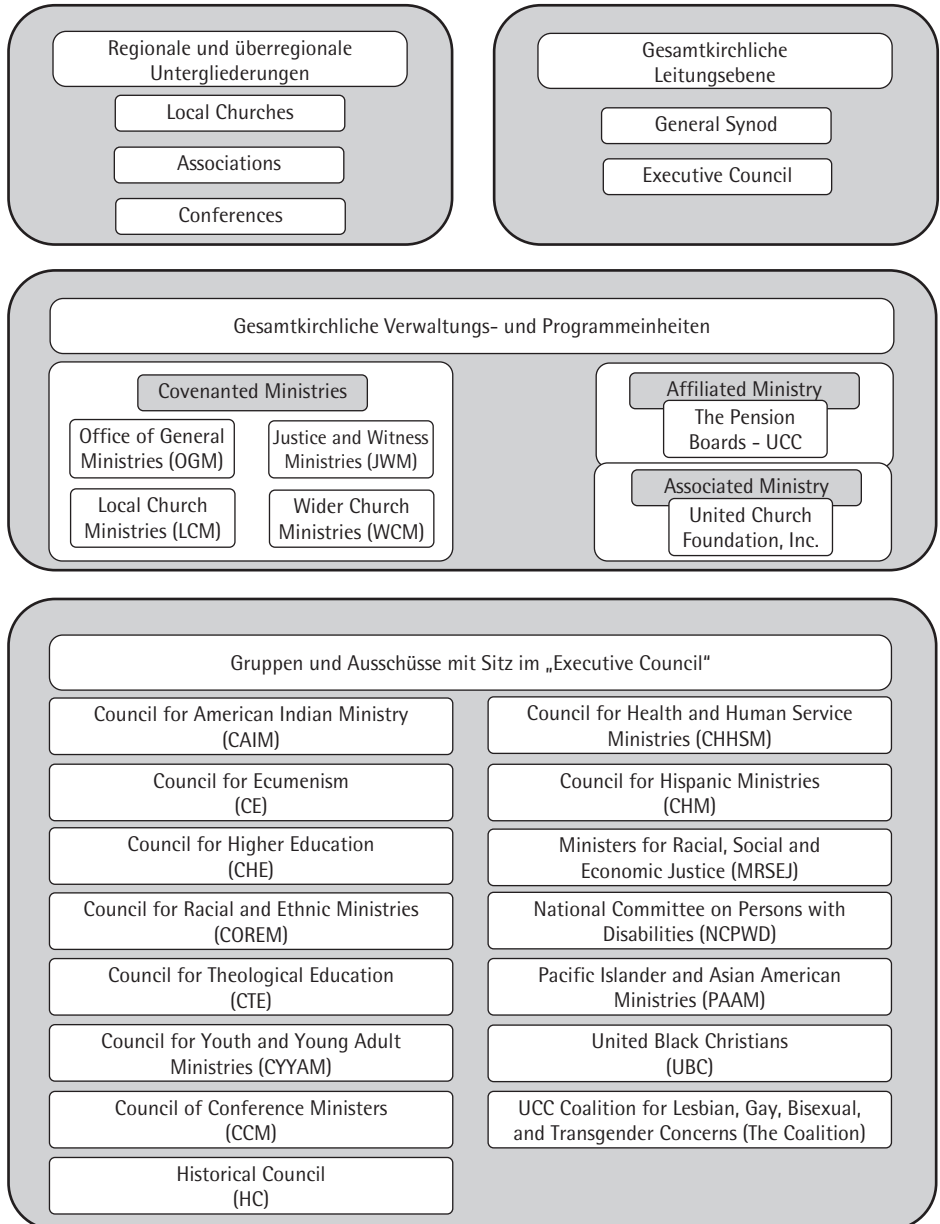 Regionale und überregionale
Untergliederungen
Local Churches
Associations
Conferences
Gesamtkirchliche
Leitungsebene
General Synod
Executive Council
Gesamtkirchliche Verwaltungs- und Programmeinheiten
Covenanted Ministries
Office of General
Ministries (OGM)
Justice and Witness
Ministries (JWM)
Local Church
Ministries (LCM)
Wider Church
Ministries (WCM)
Affiliated Ministry
The Pension
Boards - UCC
Associated Ministry
United Church
Foundation, Inc.
Gruppen und Ausschüsse mit Sitz im „Executive Council“
Council for American Indian Ministry
(CAIM)
Council for Ecumenism
(CE)
Council for Higher Education
(CHE)
Council for Racial and Ethnic Ministries
(COREM)
Council for Theological Education
(CTE)
Council for Youth and Young Adult
Ministries (CYYAM)
Council of Conference Ministers
(CCM)
Historical Council
(HC)
Council for Health and Human Service
Ministries (CHHSM)
Council for Hispanic Ministries
(CHM)
Ministers for Racial, Social and
Economic Justice (MRSEJ)
National Committee on Persons with
Disabilities (NCPWD)
Pacific Islander and Asian American
Ministries (PAAM)
United Black Christians
(UBC)
UCC Coalition for Lesbian, Gay, Bisexual,
and Transgender Concerns (The Coalition)